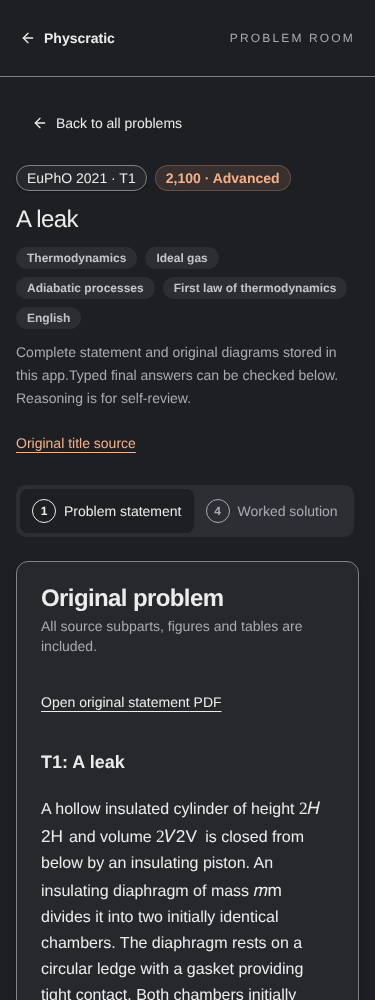 Physcratic
PROBLEM ROOM
Back to all problems
EuPhO 2021 · T1
2,100 · Advanced
A leak
Thermodynamics
Ideal gas
Adiabatic processes
First law of thermodynamics
English
Complete statement and original diagrams stored in
this app.Typed final answers can be checked below.
Reasoning is for self-review.
Original title source
1 Problem statement
4 Worked solution
Original problem
All source subparts, figures and tables are
included.
Open original statement PDF
T1: A leak
A hollow insulated cylinder of height 2H
2H and volume 2V2V is closed from
below by an insulating piston. An
insulating diaphragm of mass mm
divides it into two initially identical
chambers. The diaphragm rests on a
circular ledge with a gasket providing
tight contact. Both chambers initially